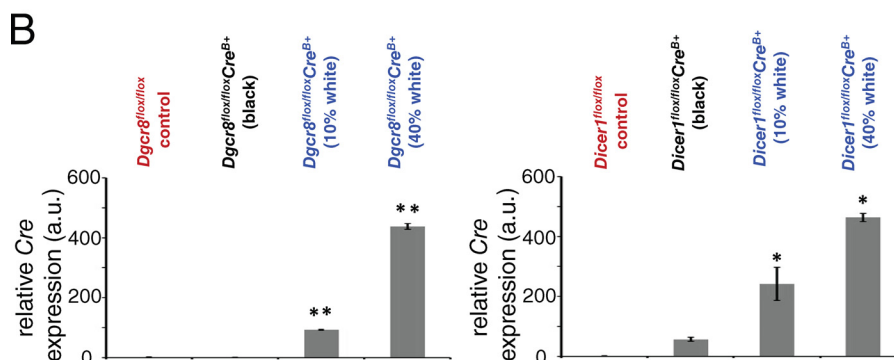 B
Dgcr8flox/flox
control
Dgcr8flox/floxCreB+
(black)
Dgcr8flox/floxCreB+
(10% white)
Dgcr8flox/floxCreB+
(40% white)
relative Cre
expression (a.u.)
600
400
200
0
**
**
Dicer1flox/flox
control
Dicer1flox/floxCreB+
(black)
Dicer1flox/floxCreB+
(10% white)
Dicer1flox/floxCreB+
(40% white)
relative Cre
expression (a.u.)
600
400
200
0
*
*